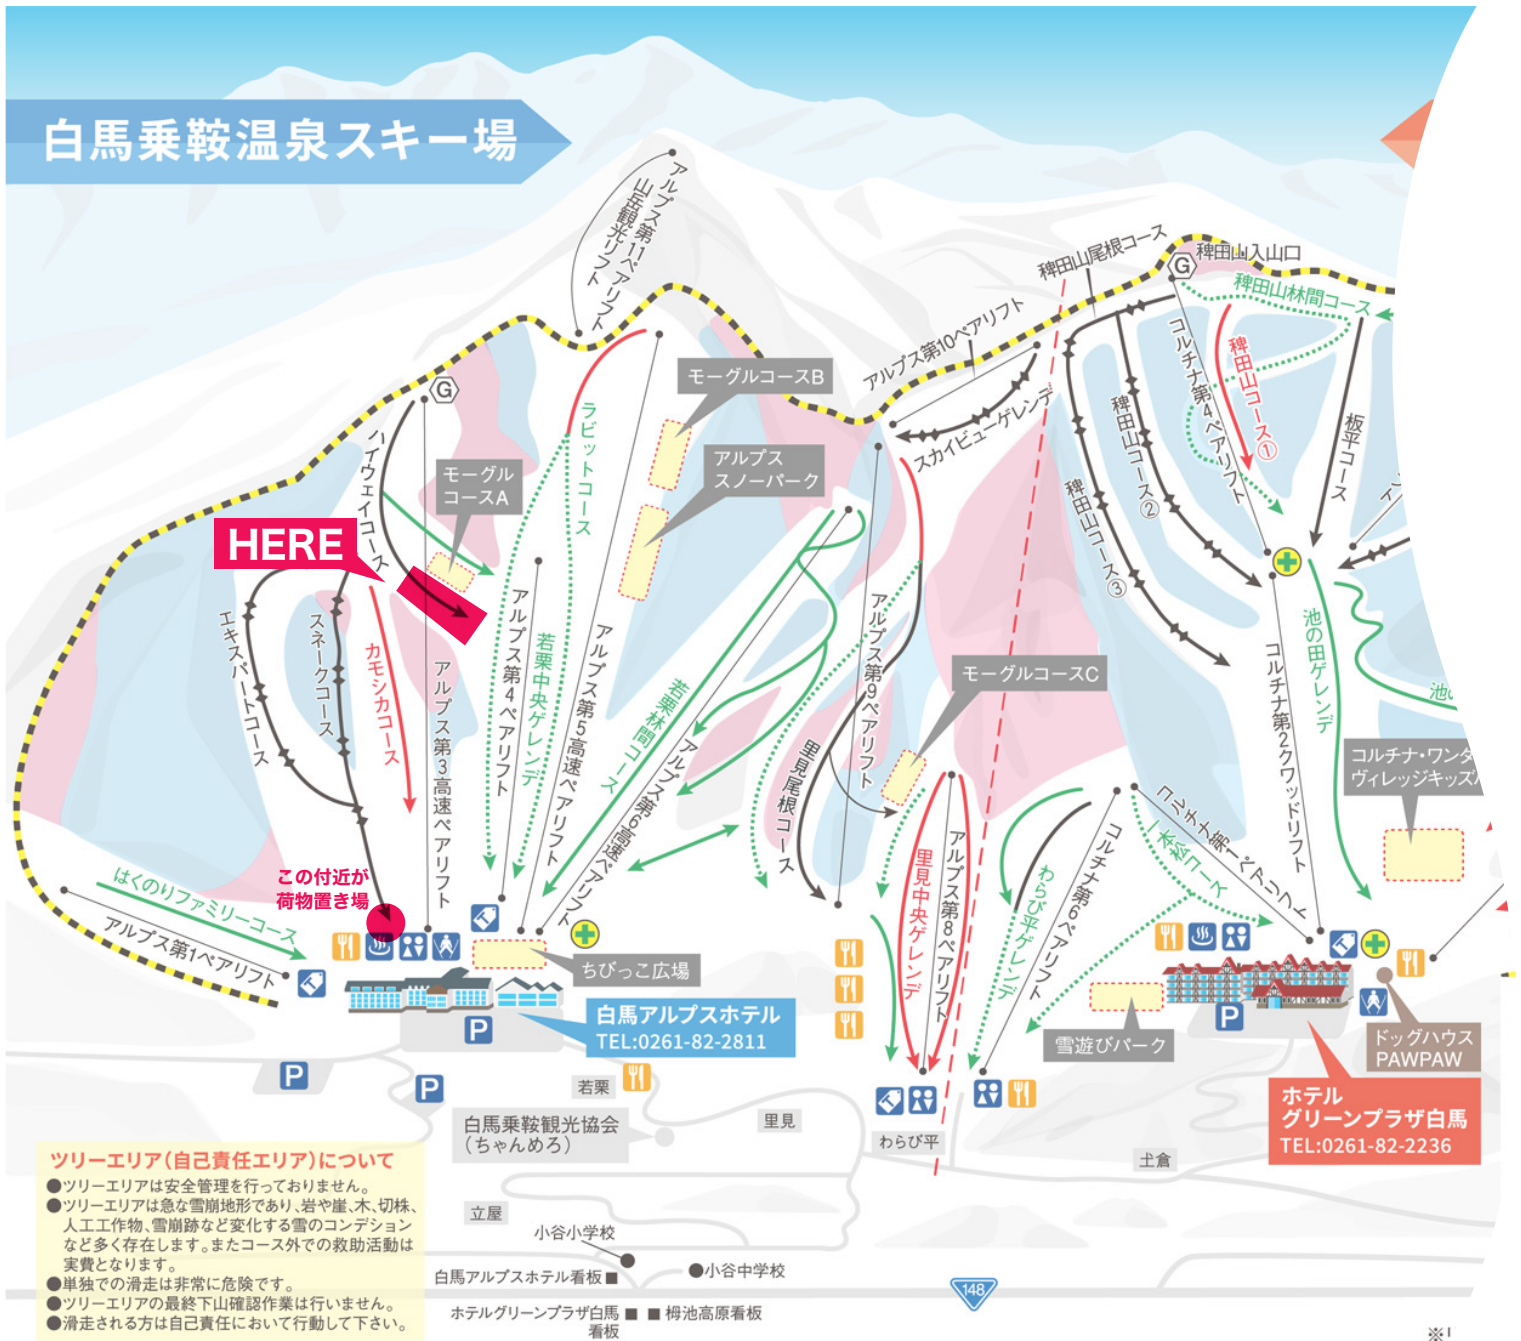 白馬乗鞍温泉スキー場
アルプス第11ペアリフト
山岳観光リフト
稗田山尾根コース
G
稗田山入山口
稗田山林間コース
アルプス第10ペアリフト
スカイビューゲレンデ
コルチナ第4ペアリフト
稗田山コース①
稗田山コース②
稗田山コース③
板平コース
G
ハイウェイコース
モーグル
コースA
ラビットコース
モーグルコースB
アルプス
スノーパーク
HERE
エキスパートコース
スネークコース
カモシカコース
アルプス第3高速ペアリフト
アルプス第4ペアリフト
若栗中央ゲレンデ
アルプス第5高速ペアリフト
若栗林間コース
アルプス第6高速ペアリフト
アルプス第9ペアリフト
里見尾根コース
モーグルコースC
コルチナ第2クワッドリフト
池の田ゲレンデ
池の
コルチナ・ワンダ
ヴィレッジキッズ
コルチナ第1ペアリフト
一本松コース
コルチナ第6ペアリフト
わらび平ゲレンデ
アルプス第8ペアリフト
里見中央ゲレンデ
この付近が
荷物置き場
はくのりファミリーコース
アルプス第1ペアリフト
ちびっこ広場
白馬アルプスホテル
TEL:0261-82-2811
P
P
P
P
雪遊びパーク
ドッグハウス
PAWPAW
ホテル
グリーンプラザ白馬
TEL:0261-82-2236
若栗
白馬乗鞍観光協会
(ちゃんめろ)
里見
わらび平
立屋
小谷小学校
小谷中学校
白馬アルプスホテル看板
ホテルグリーンプラザ白馬
看板
栂池高原看板
148
ツリーエリア(自己責任エリア)について
●ツリーエリアは安全管理を行っておりません。
●ツリーエリアは急な雪崩地形であり、岩や崖、木、切株、
人工工作物、雪崩跡など変化する雪のコンデション
など多く存在します。またコース外での救助活動は
実費となります。
●単独での滑走は非常に危険です。
●ツリーエリアの最終下山確認作業は行いません。
●滑走される方は自己責任において行動して下さい。
※